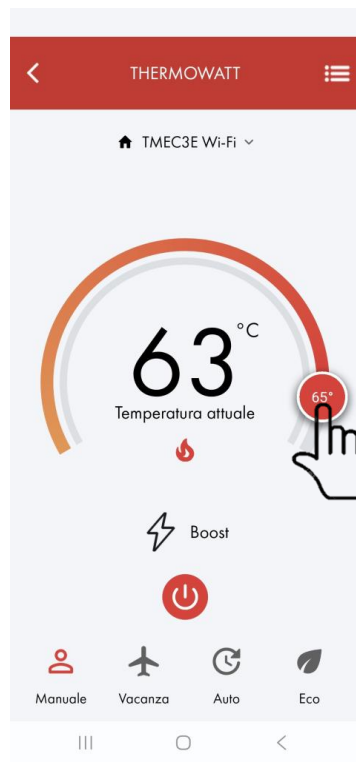 THERMOWATT
TMEC3E Wi-Fi
63 °C
65°
Temperatura attuale
Boost
Manuale Vacanza Auto Eco